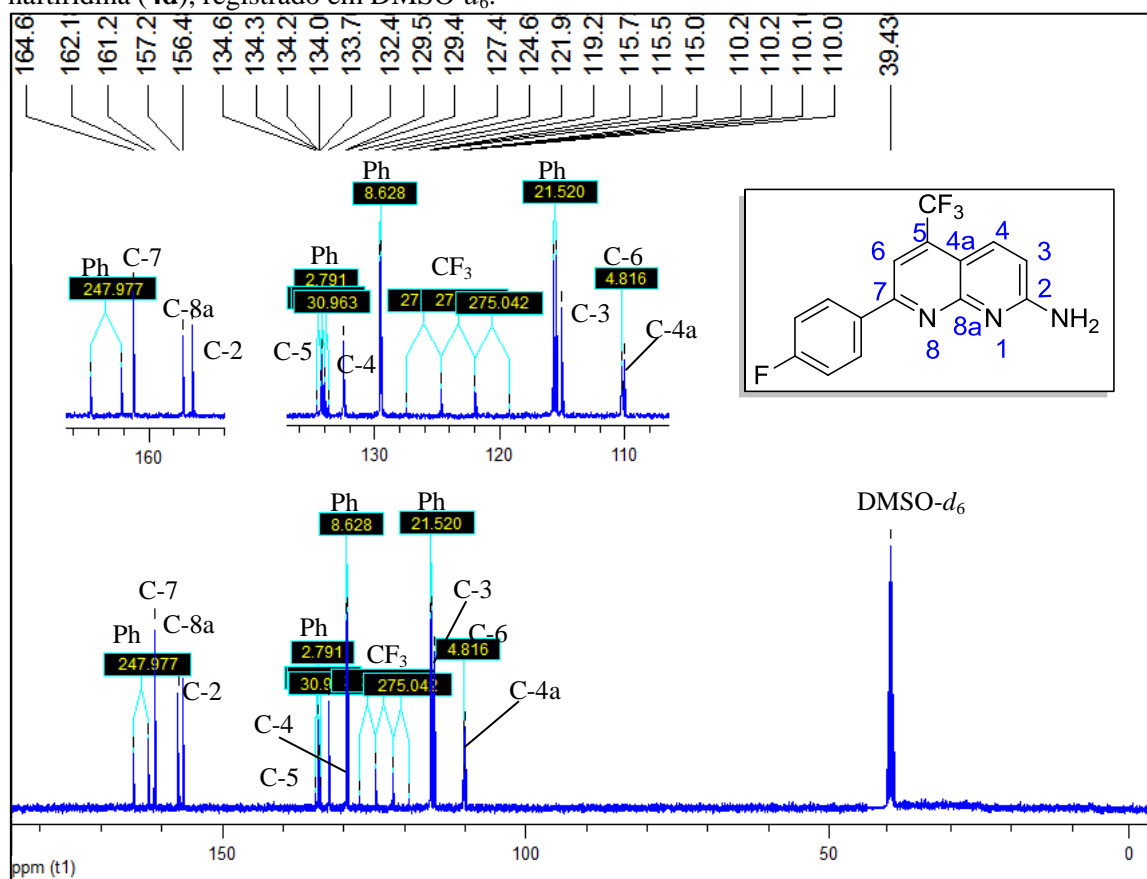 naftiridina (4d), registrado em DMSO-d6.
164.6 162.1 161.2 157.2 156.4 134.6 134.3 134.2 134.0 133.7 132.4 129.5 129.4 127.4 124.6 121.9 119.2 115.7 115.5 115.0 110.2 110.2 110.1 110.0 39.43
Ph
8.628
Ph
21.520
C-7
Ph
247.977
C-8a
C-2
Ph
2.791
30.963
C-5
C-4
CF3
275.042
C-3
C-6
4.816
C-4a
160
130
120
110
CF3
5
4a
4
3
6
7
2
N
8
8a
N
1
NH2
F
Ph
8.628
Ph
21.520
DMSO-d6
C-7
C-8a
Ph
247.977
C-2
Ph
2.791
CF3
275.042
C-3
C-6
4.816
C-4a
C-4
C-5
150
100
50
0
ppm (t1)